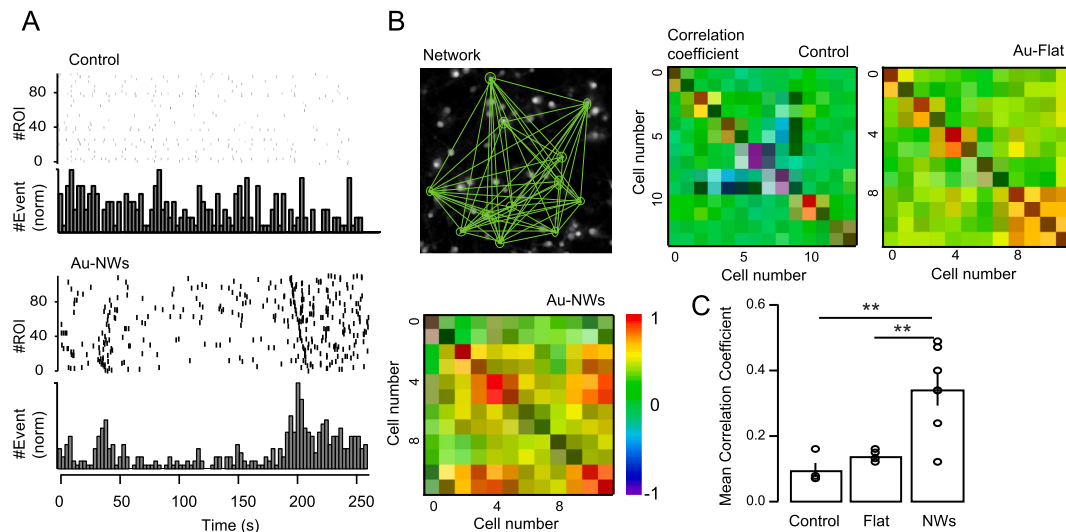 A
Control
80
40
0
#ROI
#Event
(norm)
Au-NWs
80
40
0
#ROI
#Event
(norm)
0 50 100 150 200 250
Time (s)
B
Network
Correlation
coefficient
Control
0
5
10
Cell number
0 5 10
Cell number
Au-Flat
0
4
8
0 4 8
Cell number
Au-NWs
0
4
8
Cell number
0 4 8
Cell number
1
0
-1
C
0.6
0.4
0.2
0.0
Mean Correlation Coefficient
**
**
Control Flat NWs